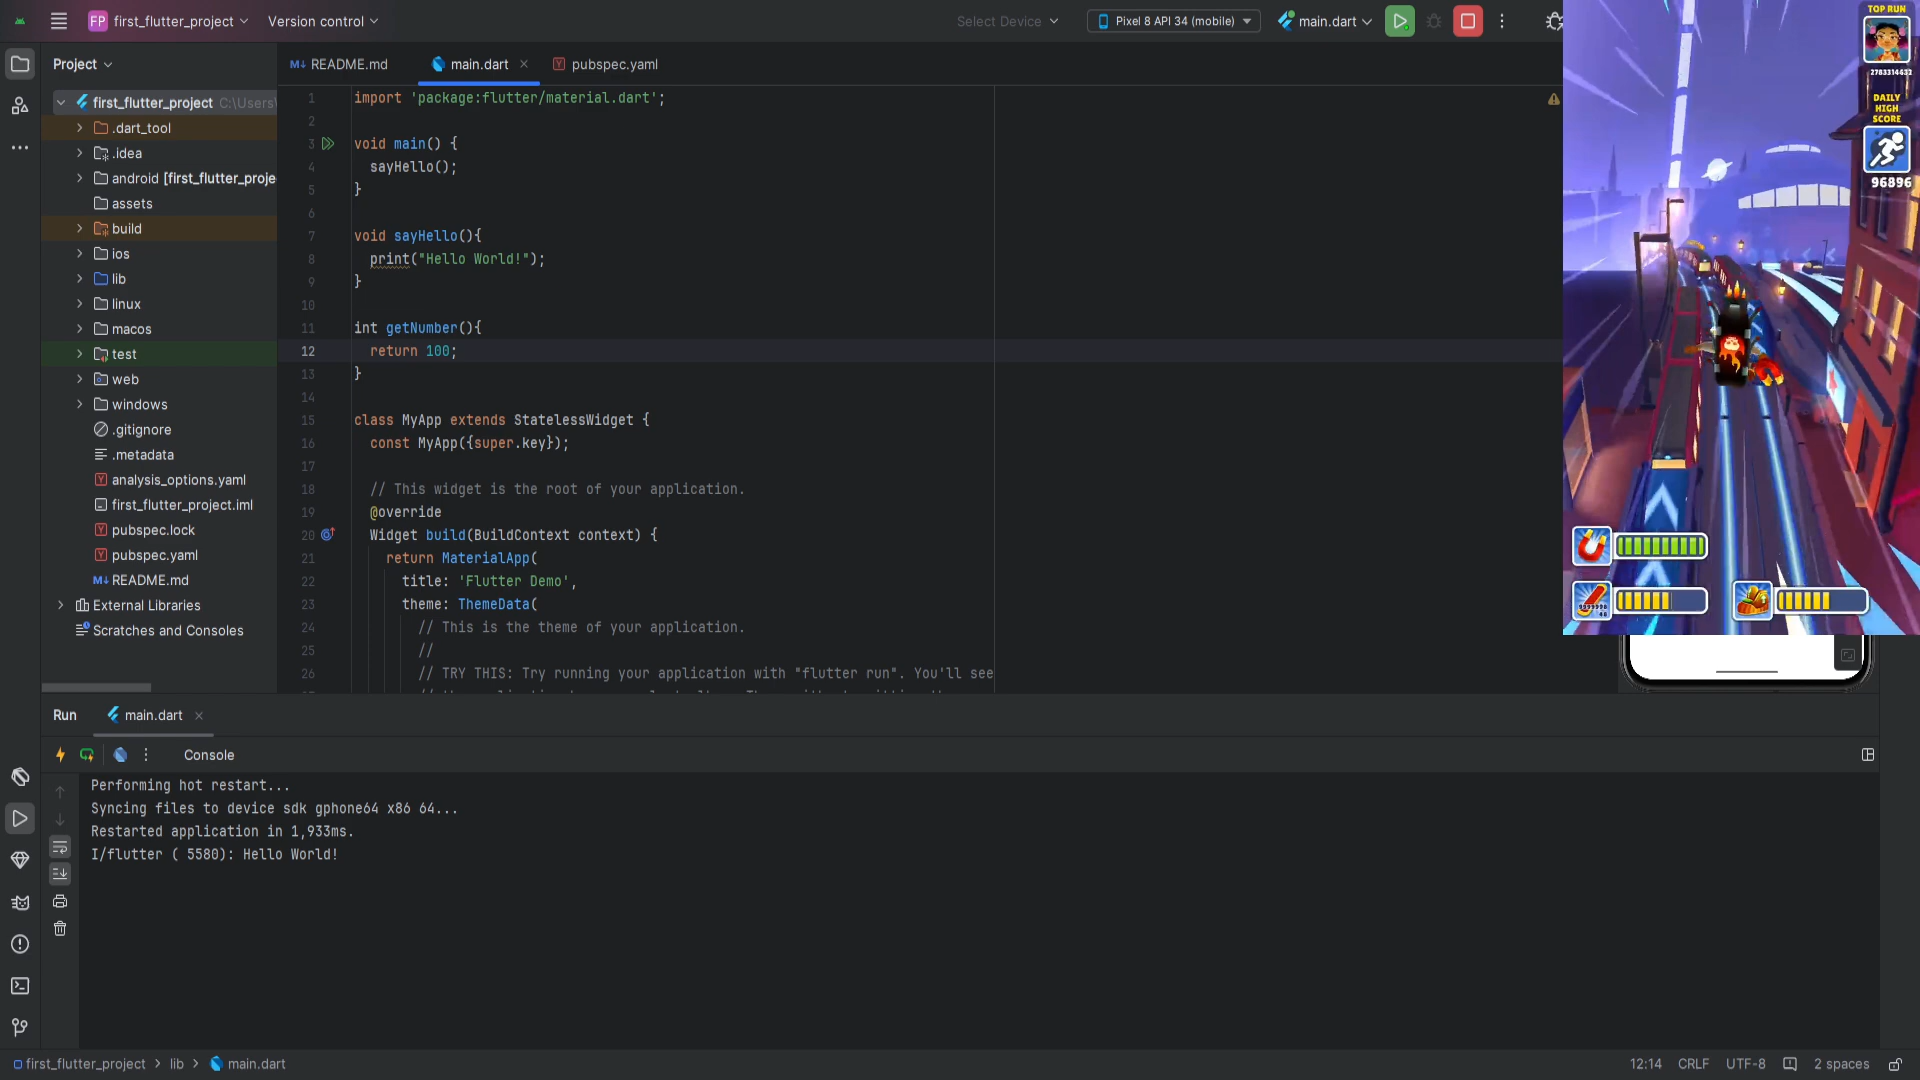 FP first_flutter_project
Version control
Select Device
Pixel 8 API 34 (mobile)
main.dart
Project
README.md
main.dart
pubspec.yaml
first_flutter_project C:\Users\
.dart_tool
.idea
android [first_flutter_proje
assets
build
ios
lib
linux
macos
test
web
windows
.gitignore
.metadata
analysis_options.yaml
first_flutter_project.iml
pubspec.lock
pubspec.yaml
README.md
External Libraries
Scratches and Consoles
1 import 'package:flutter/material.dart';
2
3 void main() {
4 sayHello();
5 }
6
7 void sayHello(){
8 print("Hello World!");
9 }
10
11 int getNumber(){
12 return 100;
13 }
14
15 class MyApp extends StatelessWidget {
16 const MyApp({super.key});
17
18 // This widget is the root of your application.
19 @override
20 Widget build(BuildContext context) {
21 return MaterialApp(
22 title: 'Flutter Demo',
23 theme: ThemeData(
24 // This is the theme of your application.
25 //
26 // TRY THIS: Try running your application with "flutter run". You'll see
TOP RUN
2783314632
DAILY
HIGH
SCORE
96896
Run
main.dart
Console
Performing hot restart...
Syncing files to device sdk gphone64 x86 64...
Restarted application in 1,933ms.
I/flutter ( 5580): Hello World!
first_flutter_project > lib > main.dart
12:14
CRLF
UTF-8
2 spaces